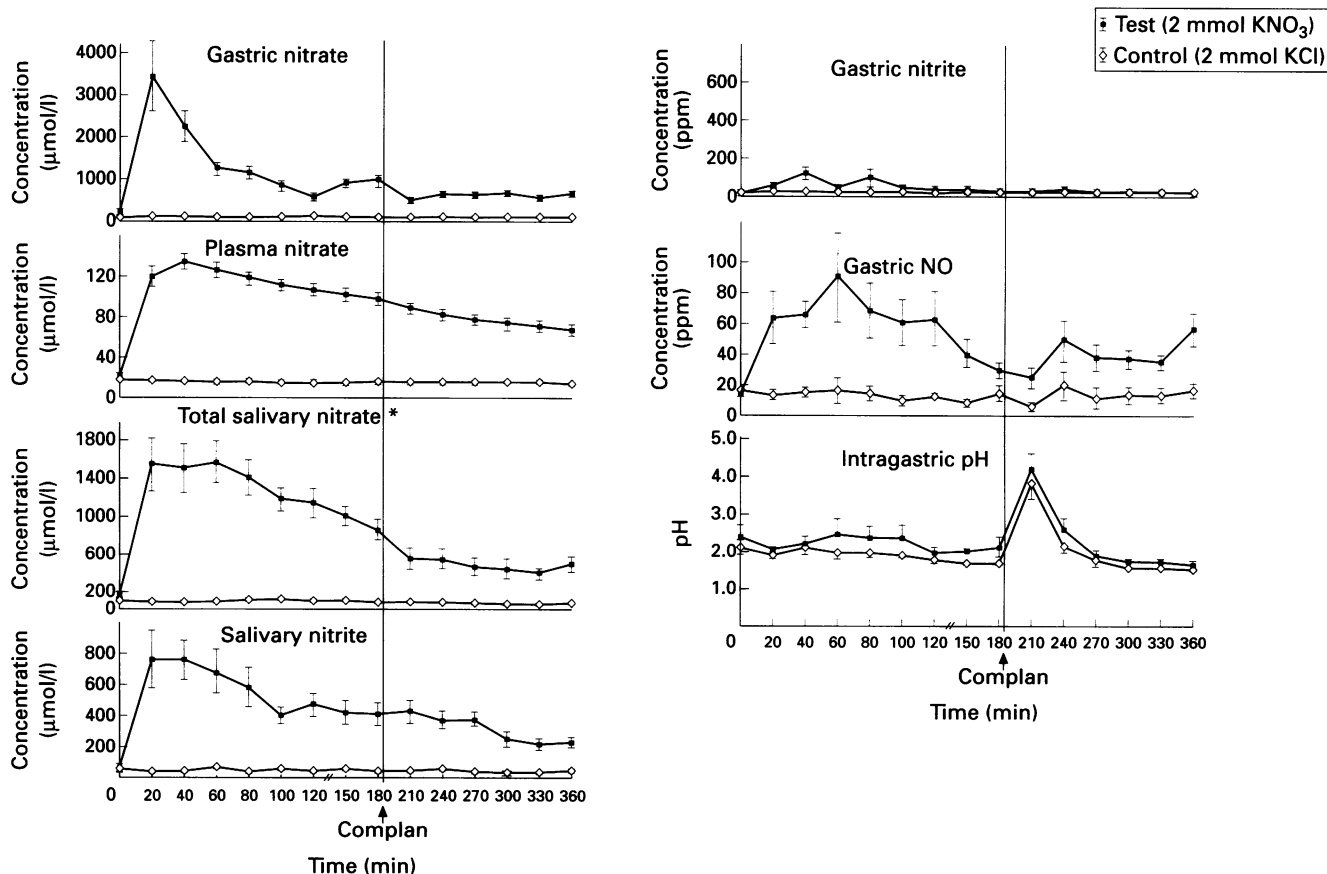 Test (2 mmol KNO₃)
Control (2 mmol KCl)
Gastric nitrate
Concentration
(μmol/l)
4000
3000
2000
1000
0
Plasma nitrate
Concentration
(μmol/l)
120
80
40
0
Total salivary nitrate *
Concentration
(μmol/l)
1800
1400
1000
600
200
0
Salivary nitrite
Concentration
(μmol/l)
800
600
400
200
0 20 40 60 80 100 120 150 180 210 240 270 300 330 360
Complan
Time (min)
Gastric nitrite
Concentration
(ppm)
600
400
200
0
Gastric NO
Concentration
(ppm)
100
80
60
40
20
0
Intragastric pH
pH
5.0
4.0
3.0
2.0
1.0
0 20 40 60 80 100 120 150 180 210 240 270 300 330 360
Complan
Time (min)